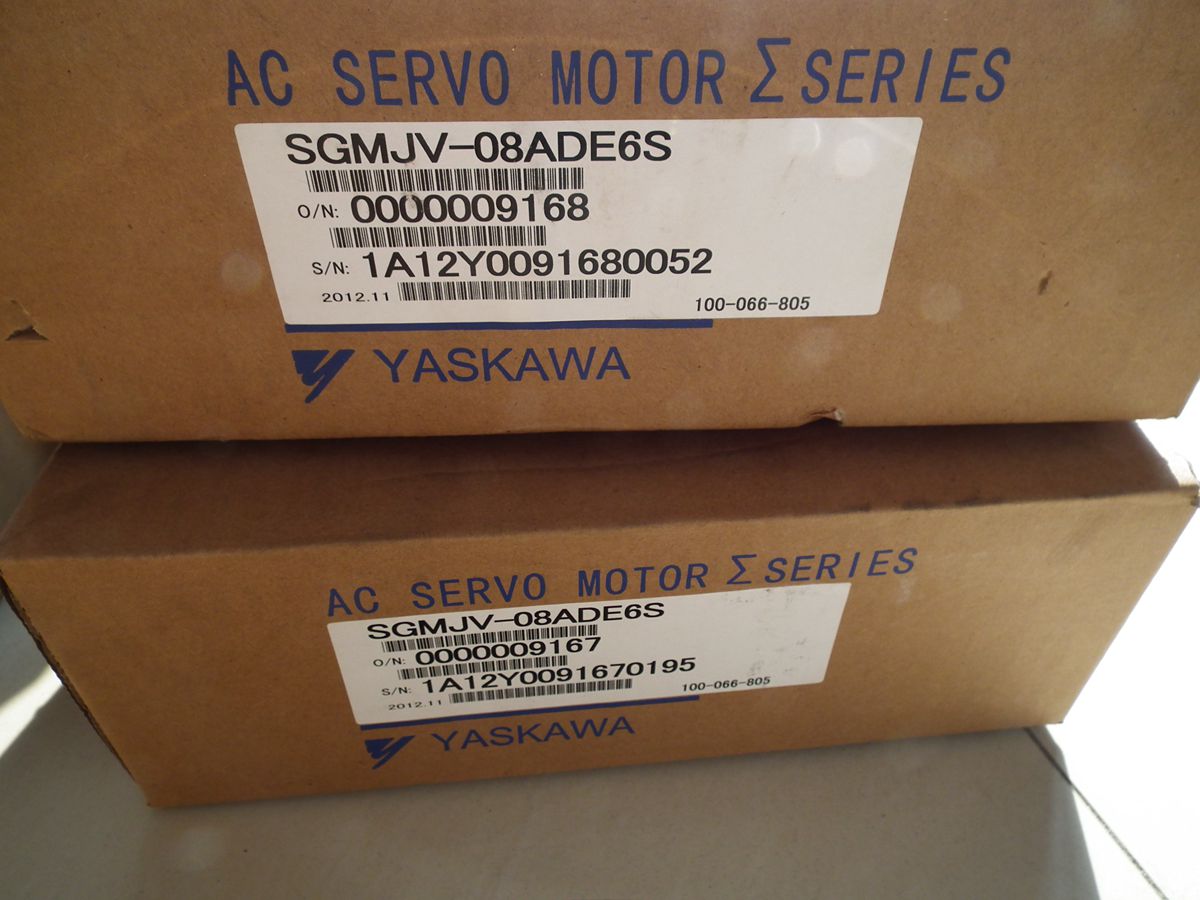 AC SERVO MOTOR Σ SERIES
SGMJV-08ADE6S
O/N: 0000009168
S/N: 1A12Y0091680052
2012.11
100-066-805
YASKAWA
AC SERVO MOTOR Σ SERIES
SGMJV-08ADE6S
O/N: 0000009167
S/N: 1A12Y0091670195
2012.11
100-066-805
YASKAWA